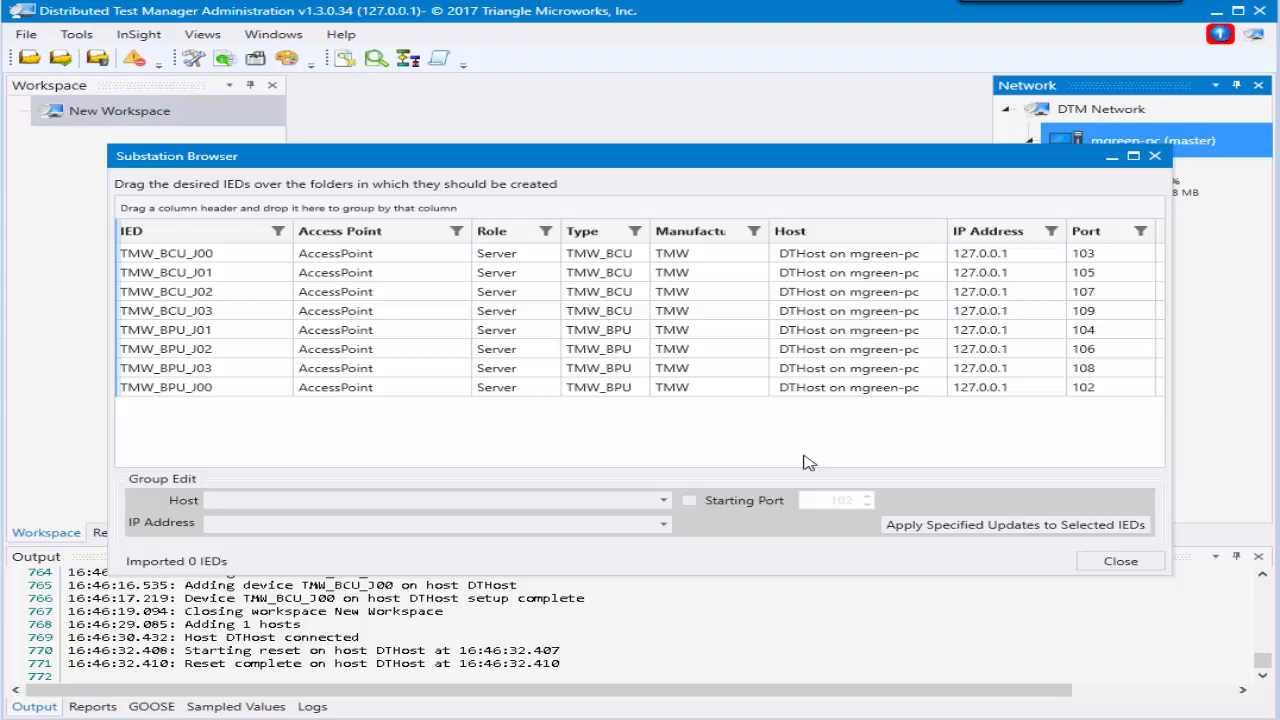 Distributed Test Manager Administration v1.3.0.34 (127.0.0.1)- © 2017 Triangle Microworks, Inc.
File Tools InSight Views Windows Help
Workspace
Network
New Workspace
DTM Network
mgreen-pc (master)
%
8 MB
Substation Browser
Drag the desired IEDs over the folders in which they should be created
Drag a column header and drop it here to group by that column
IED Access Point Role Type Manufactu Host IP Address Port
TMW_BCU_J00 AccessPoint Server TMW_BCU TMW DTHost on mgreen-pc 127.0.0.1 103
TMW_BCU_J01 AccessPoint Server TMW_BCU TMW DTHost on mgreen-pc 127.0.0.1 105
TMW_BCU_J02 AccessPoint Server TMW_BCU TMW DTHost on mgreen-pc 127.0.0.1 107
TMW_BCU_J03 AccessPoint Server TMW_BCU TMW DTHost on mgreen-pc 127.0.0.1 109
TMW_BPU_J01 AccessPoint Server TMW_BPU TMW DTHost on mgreen-pc 127.0.0.1 104
TMW_BPU_J02 AccessPoint Server TMW_BPU TMW DTHost on mgreen-pc 127.0.0.1 106
TMW_BPU_J03 AccessPoint Server TMW_BPU TMW DTHost on mgreen-pc 127.0.0.1 108
TMW_BPU_J00 AccessPoint Server TMW_BPU TMW DTHost on mgreen-pc 127.0.0.1 102
Group Edit
Host Starting Port 102
IP Address Apply Specified Updates to Selected IEDs
Imported 0 IEDs Close
Workspace Re
Output
764 16:46
765 16:46:16.535: Adding device TMW_BCU_J00 on host DTHost
766 16:46:17.219: Device TMW_BCU_J00 on host DTHost setup complete
767 16:46:19.094: Closing workspace New Workspace
768 16:46:29.085: Adding 1 hosts
769 16:46:30.432: Host DTHost connected
770 16:46:32.408: Starting reset on host DTHost at 16:46:32.407
771 16:46:32.410: Reset complete on host DTHost at 16:46:32.410
772
Output Reports GOOSE Sampled Values Logs